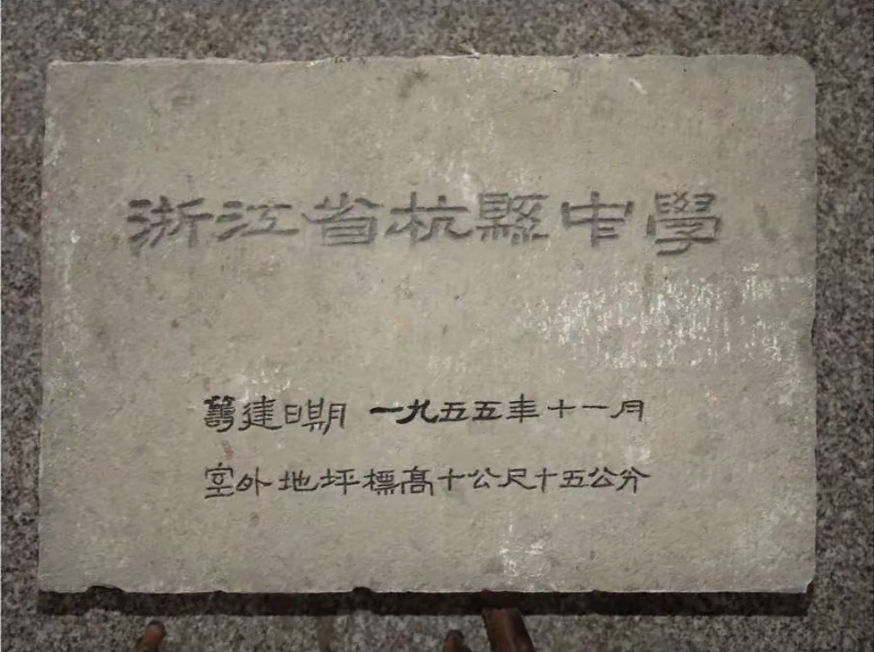 浙江省杭縣中學
籌建日期 一九五五年十一月
室外地坪標高十公尺十五公分